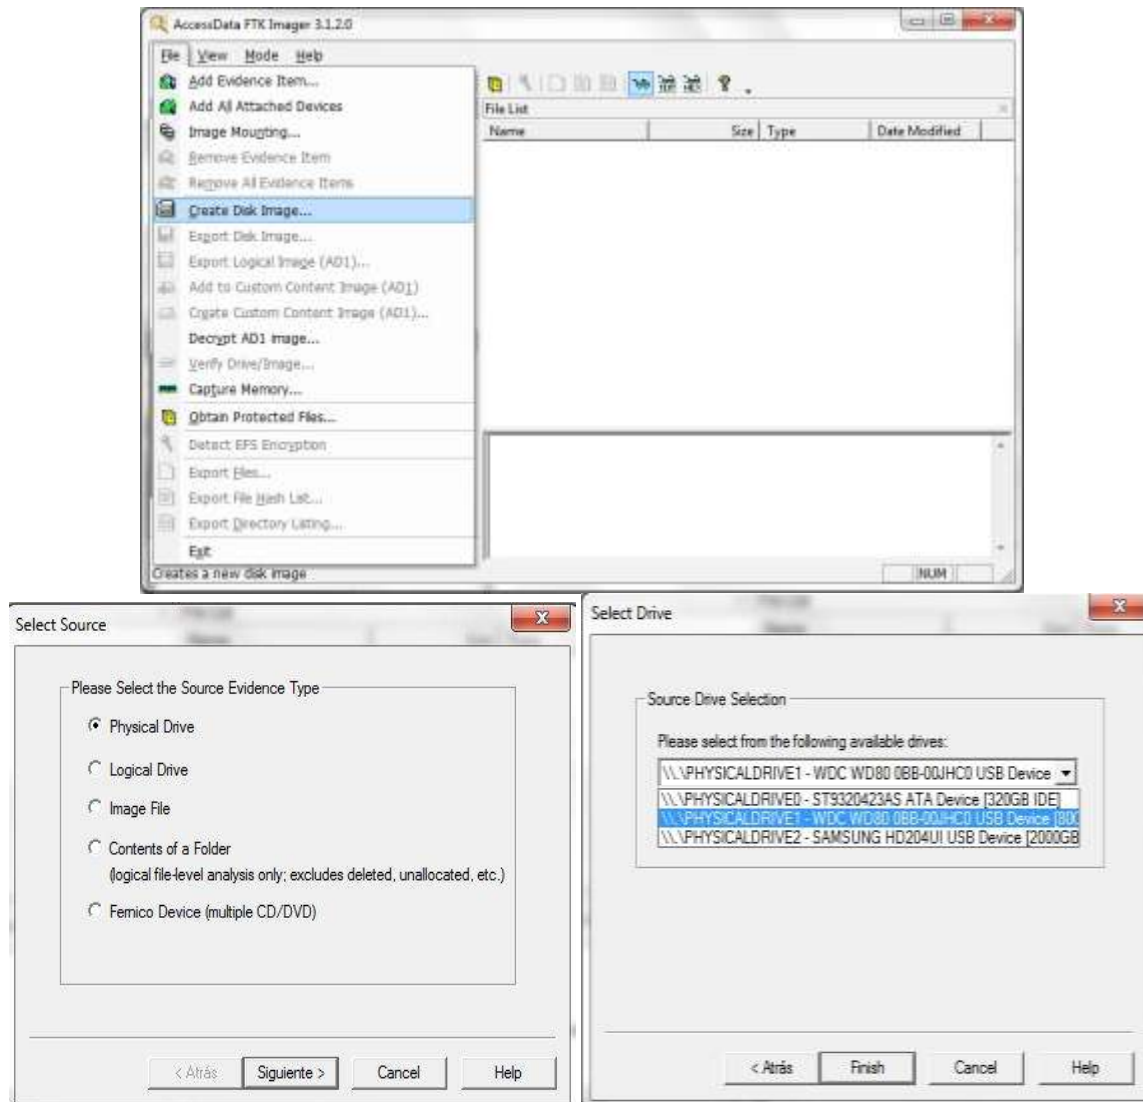 AccessData FTK Imager 3.1.2.0
File View Mode Help
Add Evidence Item...
Add All Attached Devices
Image Mounting...
Remove Evidence Item
Remove All Evidence Items
Create Disk Image...
Export Disk Image...
Export Logical Image (AD1)...
Add to Custom Content Image (AD1)
Create Custom Content Image (AD1)...
Decrypt AD1 image...
Verify Drive/Image...
Capture Memory...
Obtain Protected Files...
Detect EFS Encryption
Export Files...
Export File Hash List...
Export Directory Listing...
Exit
File List
Name Size Type Date Modified
Creates a new disk image
NUM
Select Source
Please Select the Source Evidence Type
Physical Drive
Logical Drive
Image File
Contents of a Folder
(logical file-level analysis only; excludes deleted, unallocated, etc.)
Fernico Device (multiple CD/DVD)
< Atrás Siguiente > Cancel Help
Select Drive
Source Drive Selection
Please select from the following available drives:
\\.\PHYSICALDRIVE1 - WDC WD80 0BB-00JHC0 USB Device
\\.\PHYSICALDRIVE0 - ST9320423AS ATA Device [320GB IDE]
\\.\PHYSICALDRIVE1 - WDC WD80 0BB-00JHC0 USB Device [80G
\\.\PHYSICALDRIVE2 - SAMSUNG HD204UI USB Device [2000GB
< Atrás Finish Cancel Help